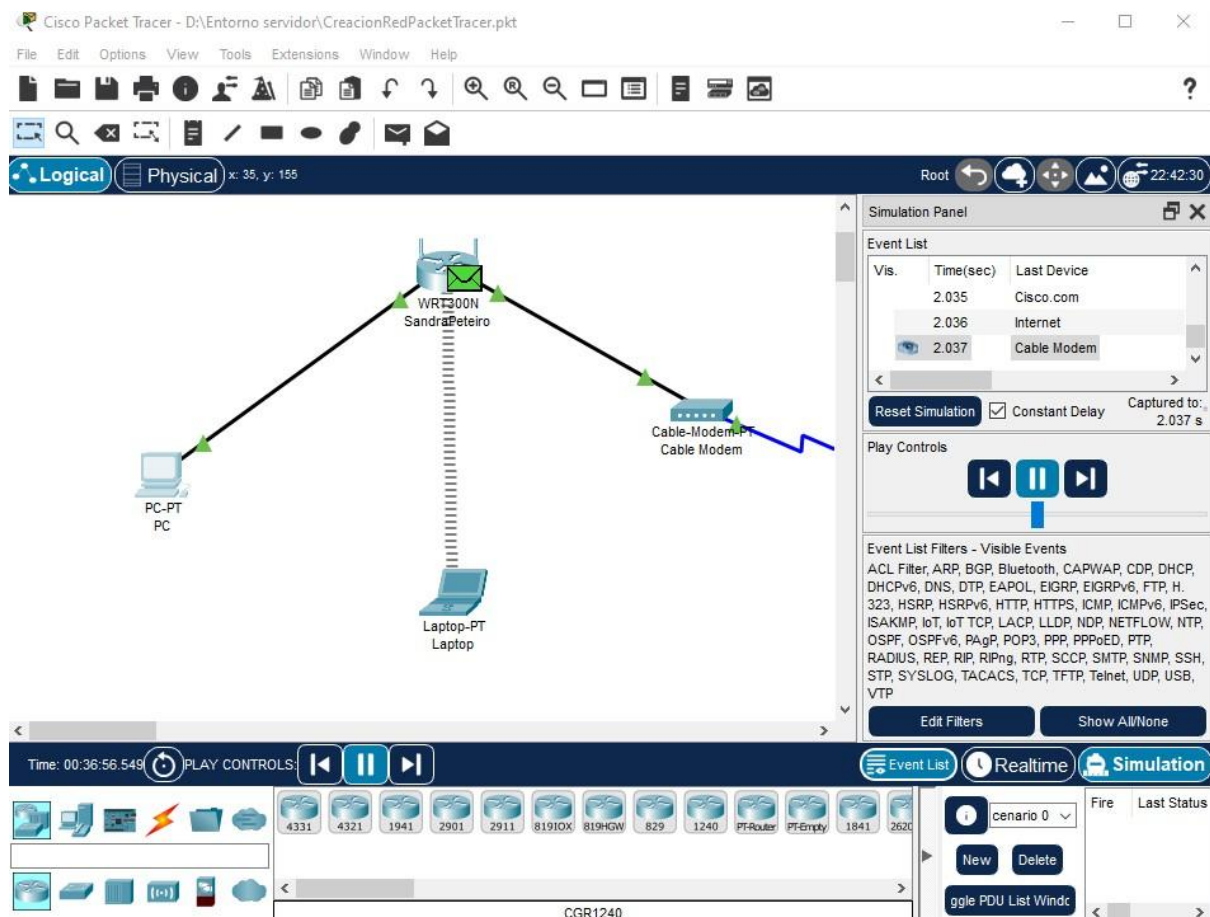 Cisco Packet Tracer - D:\Entorno servidor\CreacionRedPacketTracer.pkt
File Edit Options View Tools Extensions Window Help
?
Logical Physical x: 35, y: 155 Root 22:42:30
WRT300N
SandraPeteiro
PC-PT
PC
Cable-Modem-PT
Cable Modem
Laptop-PT
Laptop
Simulation Panel
Event List
Vis. Time(sec) Last Device
2.035 Cisco.com
2.036 Internet
2.037 Cable Modem
Reset Simulation Constant Delay Captured to:
2.037 s
Play Controls
Event List Filters - Visible Events
ACL Filter, ARP, BGP, Bluetooth, CAPWAP, CDP, DHCP,
DHCPv6, DNS, DTP, EAPOL, EIGRP, EIGRPv6, FTP, H.
323, HSRP, HSRPv6, HTTP, HTTPS, ICMP, ICMPv6, IPSec,
ISAKMP, IoT, IoT TCP, LACP, LLDP, NDP, NETFLOW, NTP,
OSPF, OSPFv6, PAgP, POP3, PPP, PPPoED, PTP,
RADIUS, REP, RIP, RIPng, RTP, SCCP, SMTP, SNMP, SSH,
STP, SYSLOG, TACACS, TCP, TFTP, Telnet, UDP, USB,
VTP
Edit Filters Show All/None
Time: 00:36:56.549 PLAY CONTROLS: Event List Realtime Simulation
4331 4321 1941 2901 2911 819IOX 819HGW 829 1240 PT-Router PT-Empty 1841 2620
CGR1240
cenario 0
New Delete
ggle PDU List Windc
Fire Last Status